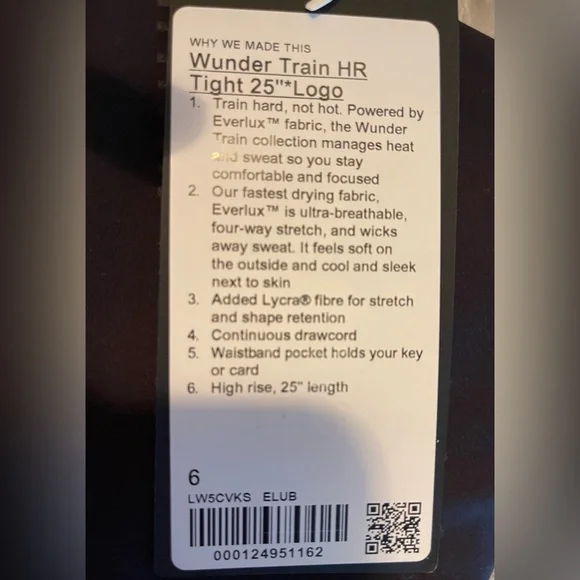 WHY WE MADE THIS
Wunder Train HR
Tight 25"*Logo
1. Train hard, not hot. Powered by
Everlux™ fabric, the Wunder
Train collection manages heat
and sweat so you stay
comfortable and focused
2. Our fastest drying fabric,
Everlux™ is ultra-breathable,
four-way stretch, and wicks
away sweat. It feels soft on
the outside and cool and sleek
next to skin
3. Added Lycra® fibre for stretch
and shape retention
4. Continuous drawcord
5. Waistband pocket holds your key
or card
6. High rise, 25" length
6
LW5CVKS ELUB
000124951162